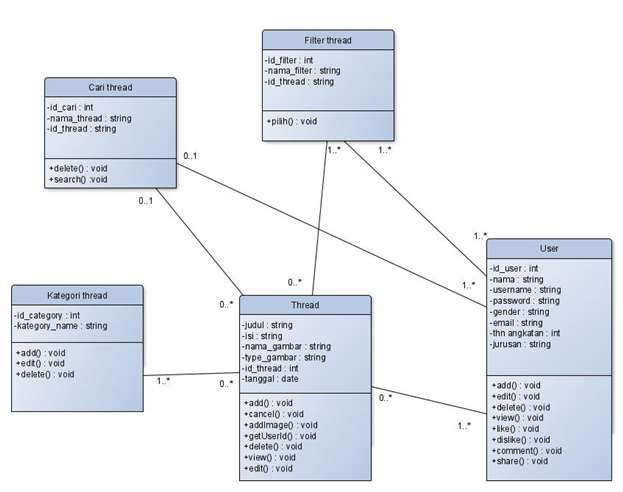 Filter thread
-id_filter : int
-nama_filter : string
-id_thread : string
+pilih() : void
Cari thread
-id_cari : int
-nama_thread : string
-id_thread : string
+delete() : void
+search() :void
0..1
0..1
1..*
1..*
1..*
1..*
User
-id_user : int
-nama : string
-username : string
-password : string
-gender : string
-email : string
-thn angkatan : int
-jurusan : string
+add() : void
+edit() : void
+delete() : void
+view() : void
+like() : void
+dislike() : void
+comment() : void
+share() : void
Kategori thread
-id_category : int
-kategory_name : string
+add() : void
+edit() : void
+delete() : void
0..*
0..*
Thread
-judul : string
-isi : string
-nama_gambar : string
-type_gambar : string
-id_thread : int
-tanggal : date
+add() : void
+cancel() : void
+addImage() : void
+getUserId() : void
+delete() : void
+view() : void
+edit() : void
1..*
0..*
0..*
1..*